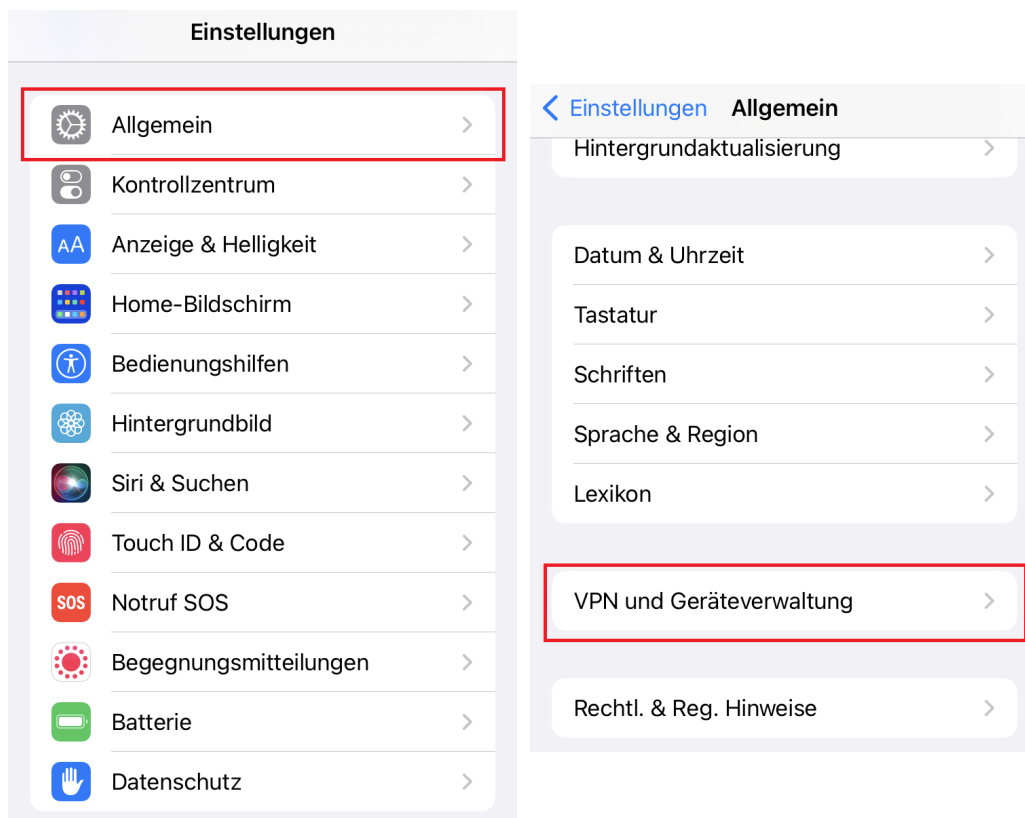 Einstellungen
Allgemein
Kontrollzentrum
AA
Anzeige & Helligkeit
Home-Bildschirm
Bedienungshilfen
Hintergrundbild
Siri & Suchen
Touch ID & Code
SOS
Notruf SOS
Begegnungsmitteilungen
Batterie
Datenschutz
Einstellungen
Allgemein
Hintergrundaktualisierung
Datum & Uhrzeit
Tastatur
Schriften
Sprache & Region
Lexikon
VPN und Geräteverwaltung
Rechtl. & Reg. Hinweise